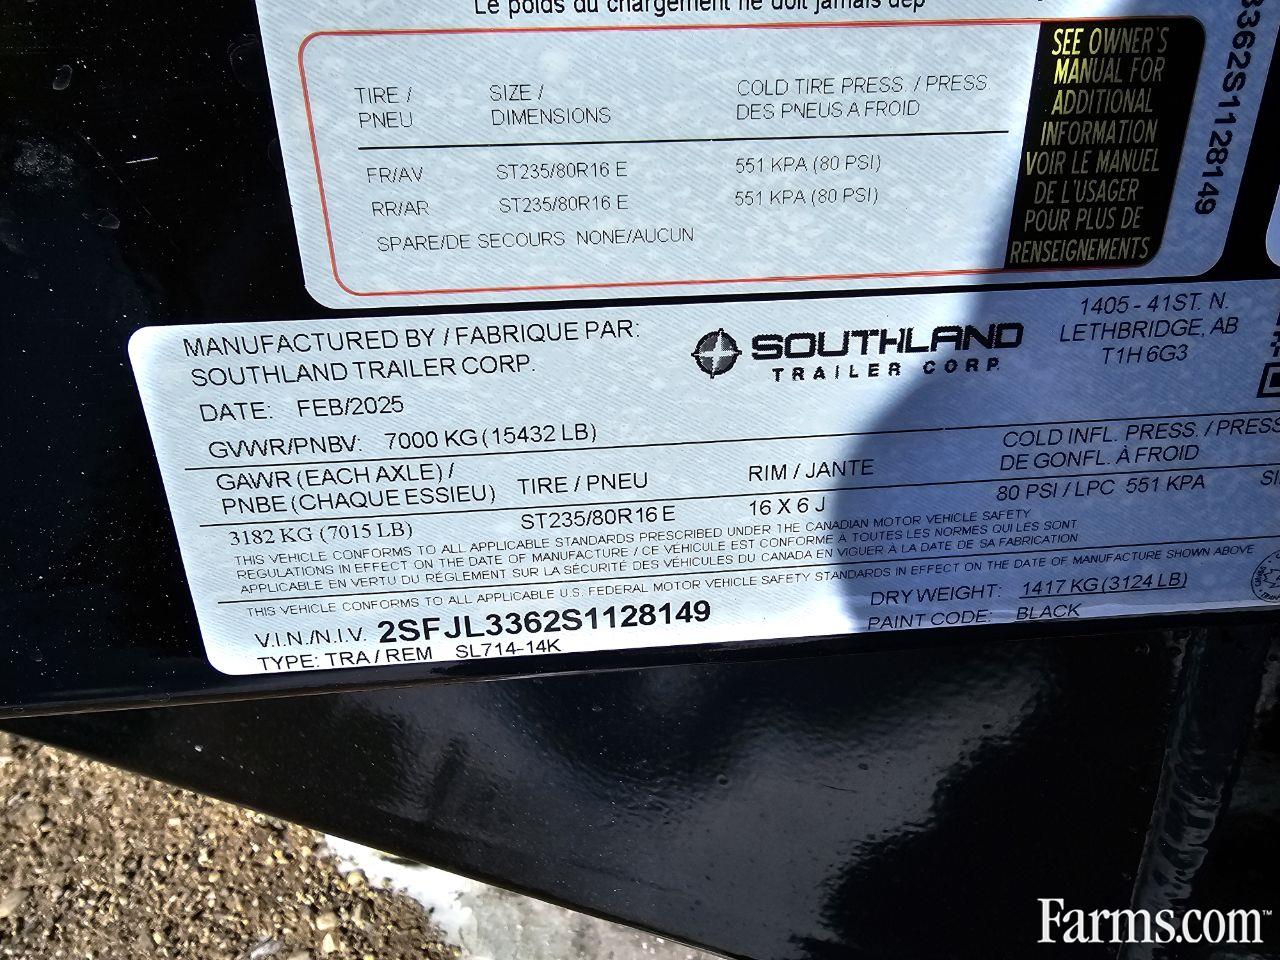 Le poids du chargement ne doit jamais dép
TIRE / PNEU
SIZE / DIMENSIONS
COLD TIRE PRESS. / PRESS DES PNEUS A FROID
FR/AV ST235/80R16 E 551 KPA (80 PSI)
RR/AR ST235/80R16 E 551 KPA (80 PSI)
SPARE/DE SECOURS NONE/AUCUN
SEE OWNER'S
MANUAL FOR
ADDITIONAL
INFORMATION
VOIR LE MANUEL
DE L'USAGER
POUR PLUS DE
RENSEIGNEMENTS
3362S1128149
MANUFACTURED BY / FABRIQUE PAR:
SOUTHLAND TRAILER CORP.
SOUTHLAND
TRAILER CORP.
1405 - 41ST. N.
LETHBRIDGE, AB
T1H 6G3
DATE: FEB/2025
GVWR/PNBV: 7000 KG (15432 LB)
GAWR (EACH AXLE) /
PNBE (CHAQUE ESSIEU)
TIRE / PNEU
RIM / JANTE
COLD INFL. PRESS. / PRESS
DE GONFL. À FROID
3182 KG (7015 LB) ST235/80R16 E 16 X 6 J 80 PSI / LPC 551 KPA SI
THIS VEHICLE CONFORMS TO ALL APPLICABLE STANDARDS PRESCRIBED UNDER THE CANADIAN MOTOR VEHICLE SAFETY
REGULATIONS IN EFFECT ON THE DATE OF MANUFACTURE / CE VEHICULE EST CONFORME À TOUTES LES NORMES QUI LES SONT
APPLICABLE EN VERTU DU RÉGLEMENT SUR LA SÉCURITÉ DES VÉHICULES DU CANADA EN VIGUER À LA DATE DE SA FABRICATION
THIS VEHICLE CONFORMS TO ALL APPLICABLE U.S. FEDERAL MOTOR VEHICLE SAFETY STANDARDS IN EFFECT ON THE DATE OF MANUFACTURE SHOWN ABOVE
V.I.N./N.I.V. 2SFJL3362S1128149
DRY WEIGHT: 1417 KG (3124 LB)
PAINT CODE: BLACK
TYPE: TRA / REM SL714-14K
Farms.com™